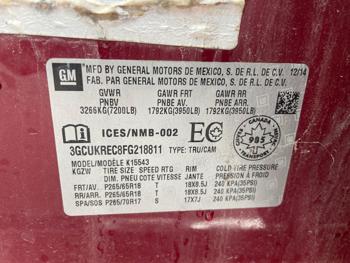 GM
MFD BY GENERAL MOTORS DE MEXICO, S. DE R.L. DE C.V. 12/14
FAB. PAR GENERAL MOTORS DE MEXICO, S. DE R.L. DE C.V.
GVWR GAWR FRT GAWR RR
PNBV PNBE AV. PNBE ARR.
3266KG(7200LB) 1792KG(3950LB) 1792KG(3950LB)
ICES/NMB-002
CANADA
905
TRANSPORT
3GCUKREC8FG218811 TYPE: TRU/CAM
MODEL/MODÈLE K15543
KGZW TIRE SIZE SPEED RTG RIM COLD TIRE PRESSURE
DIM. PNEU COTE VITESSE JANTE PRESSION À FROID
FRT/AV. P265/65R18 T 18X8.5J 240 KPA(35PSI)
RR/ARR. P265/65R18 T 18X8.5J 240 KPA(35PSI)
SPA/SOS P265/70R17 S 17X7J 240 KPA(35PSI)